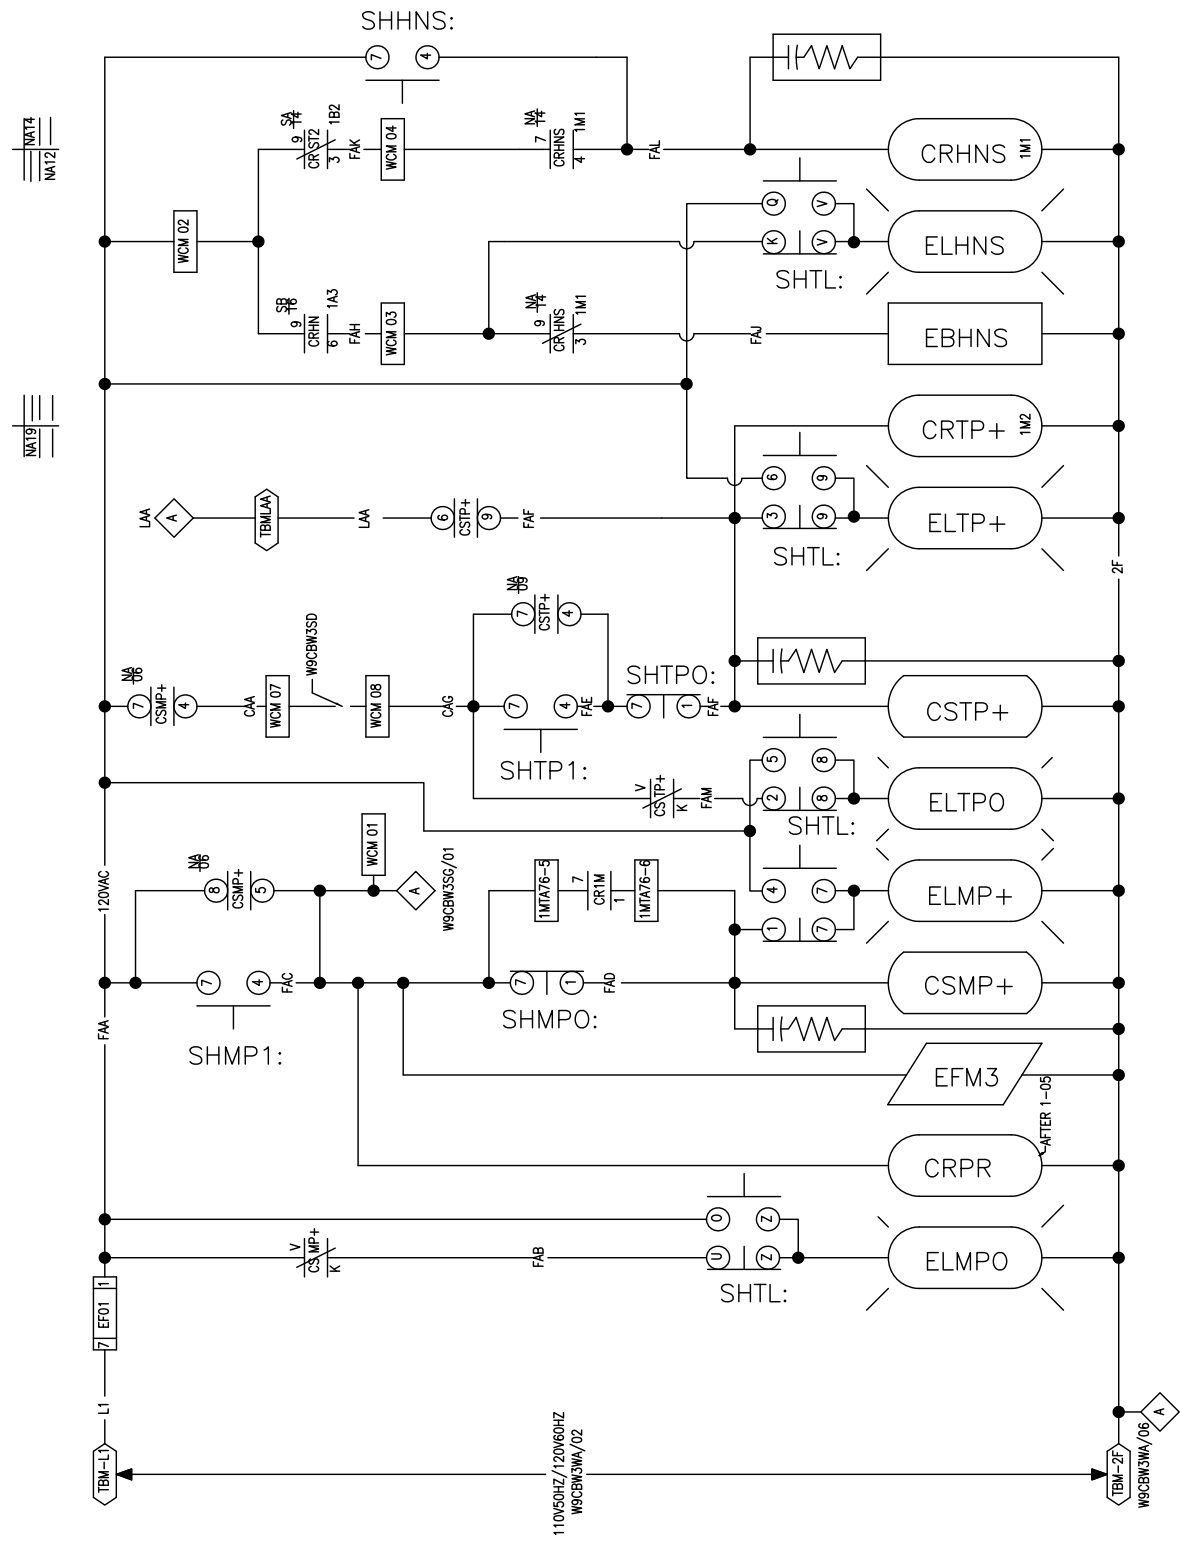 SHHNS:
7
4
NA14
NA12
SA
14
9
CRST2
3
1B2
FAK
WCM 04
NA
14
7
CRHNS
4
1M1
FAL
CRHNS
1M1
WCM 02
Q
V
K
V
ELHNS
SHTL:
SB
16
9
CRHN
6
1A3
FAH
WCM 03
NA
14
9
CRHNS
3
1M1
FAJ
EBHNS
NA19
CRTP+
1M2
6
9
LAA
A
TBMLAA
LAA
6
CSTP+
9
FAF
3
9
ELTP+
SHTL:
2F
NA
09
7
CSTP+
4
W9CBW3SD
NA
06
7
CSMP+
4
CAA
WCM 07
WCM 08
CAG
7
4
FAE
SHTPO:
7
1
FAF
CSTP+
SHTP1:
5
8
V
CSTP+
K
FAM
2
8
ELTPO
SHTL:
WCM 01
120VAC
NA
06
8
CSMP+
5
A
W9CBW3SG/01
1MTA76-5
7
CR1M
1
1MTA76-6
4
7
ELMP+
1
7
7
4
FAC
7
1
FAD
CSMP+
SHMPO:
FAA
SHMP1:
EFM3
AFTER 1-05
CRPR
O
Z
V
CSMP+
K
FAB
U
Z
ELMPO
SHTL:
1
EF01
7
L1
TBM-L1
110V50HZ/120V60HZ
W9CBW3WA/02
A
TBM-2F
W9CBW3WA/06